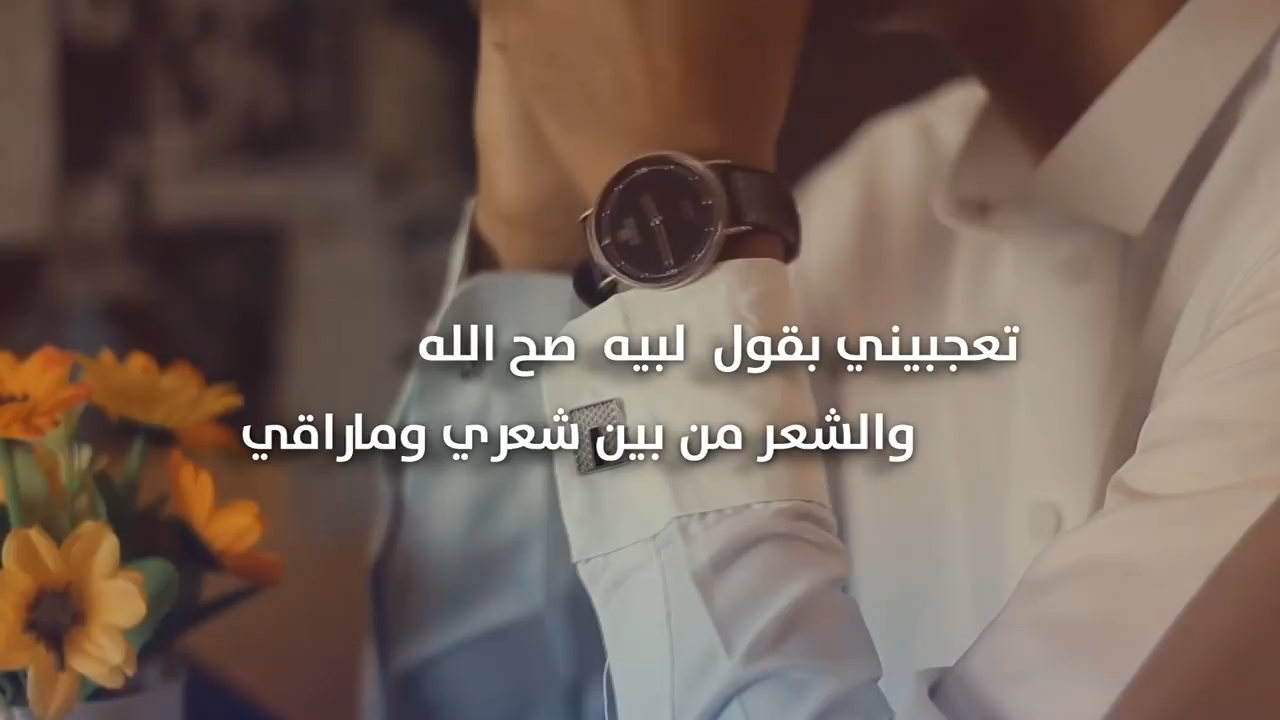 تعجبيني بقول لبيه صح الله
والشعر من بين شعري وماراقي